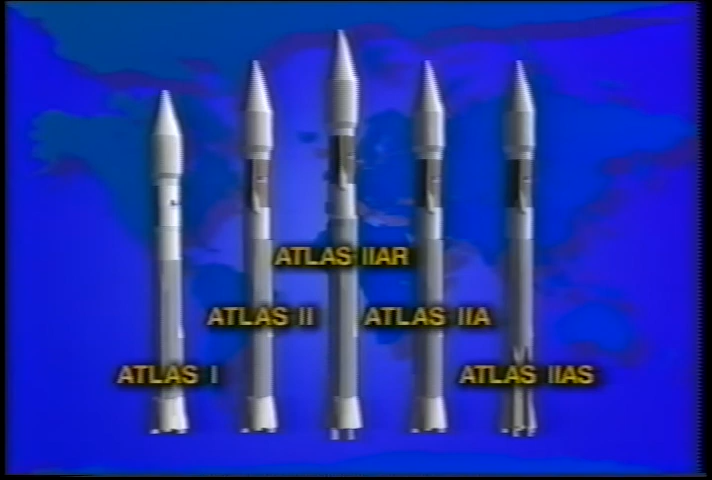 ATLAS IIAR
ATLAS II
ATLAS IIA
ATLAS I
ATLAS IIAS